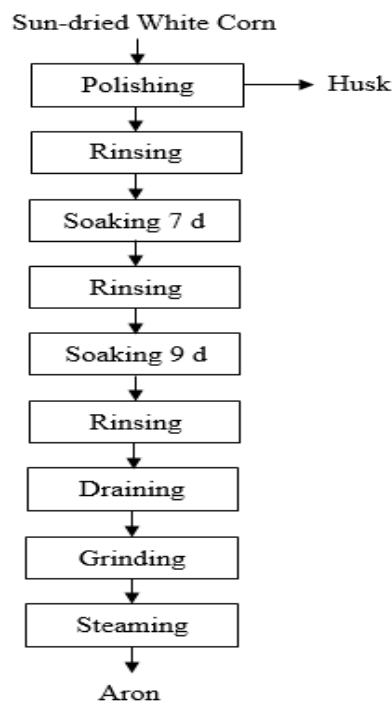 Sun-dried White Corn
Polishing
Husk
Rinsing
Soaking 7 d
Rinsing
Soaking 9 d
Rinsing
Draining
Grinding
Steaming
Aron